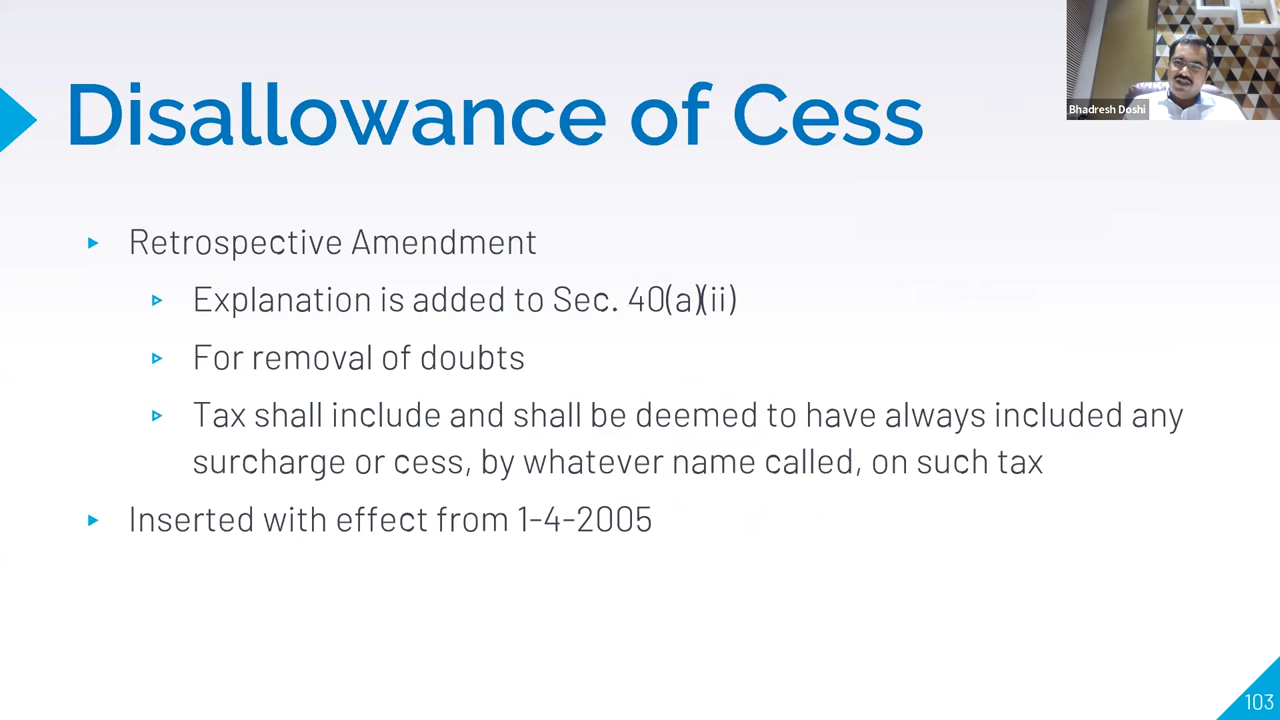 Disallowance of Cess
Bhadresh Doshi
Retrospective Amendment
Explanation is added to Sec. 40(a)(ii)
For removal of doubts
Tax shall include and shall be deemed to have always included any
surcharge or cess, by whatever name called, on such tax
Inserted with effect from 1-4-2005
103